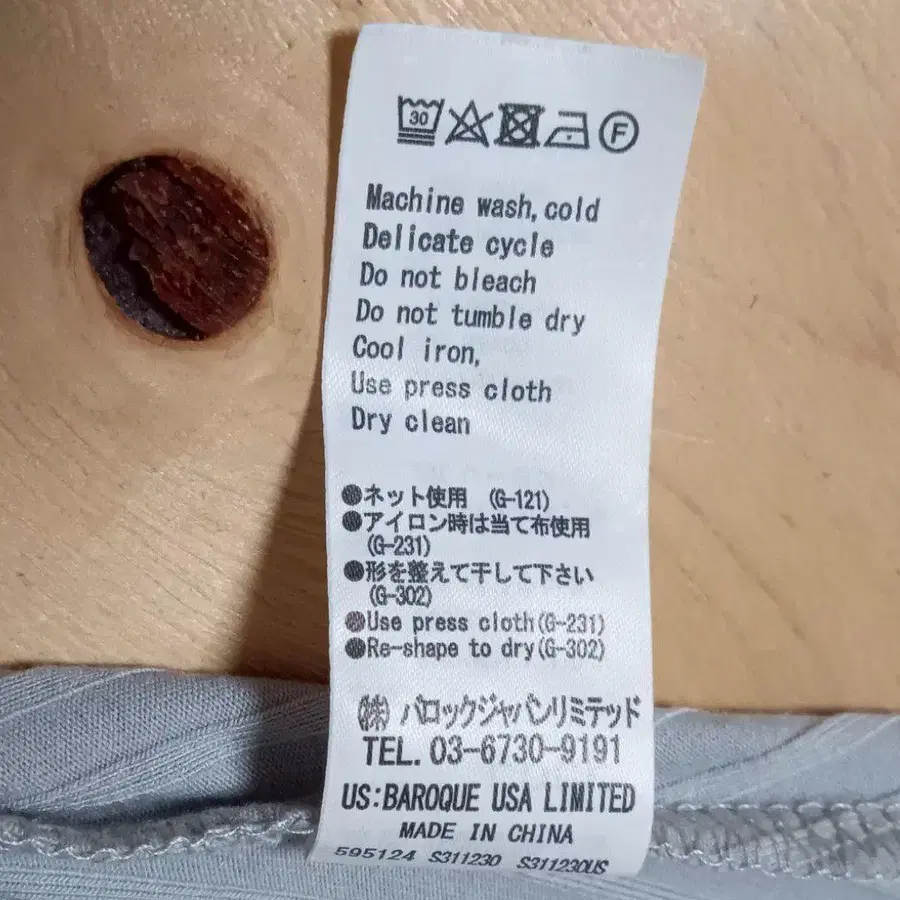 30 F
Machine wash, cold
Delicate cycle
Do not bleach
Do not tumble dry
Cool iron,
Use press cloth
Dry clean
●ネット使用 (G-121)
●アイロン時は当て布使用
(G-231)
●形を整えて干して下さい
(G-302)
●Use press cloth(G-231)
●Re-shape to dry(G-302)
㈱ バロックジャパンリミテッド
TEL. 03-6730-9191
US:BAROQUE USA LIMITED
MADE IN CHINA
595124 S311230 S311230US